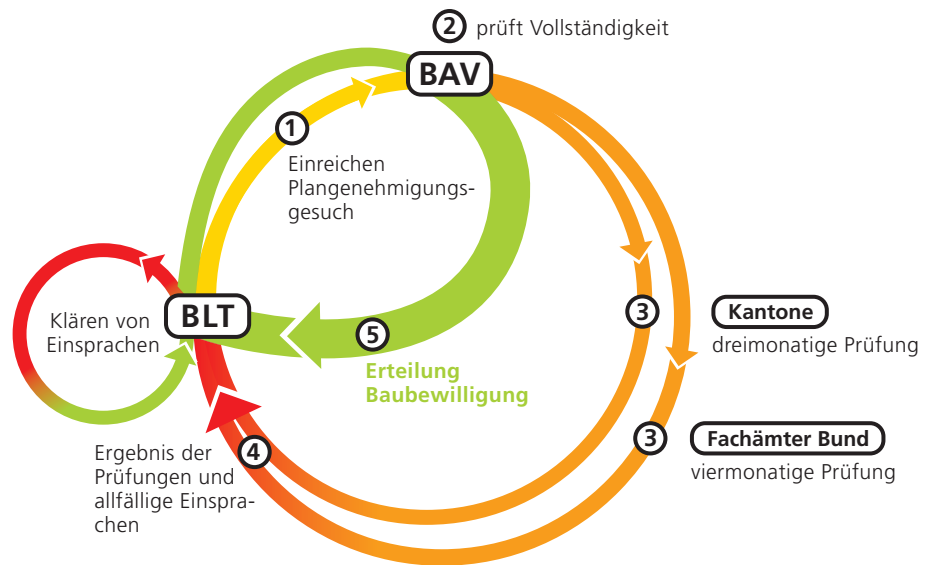 2 prüft Vollständigkeit
BAV
1
Einreichen
Plangenehmigungs-
gesuch
BLT
Klären von
Einsprachen
5
Erteilung
Baubewilligung
3
Kantone
dreimonatige Prüfung
3
Fachämter Bund
viermonatige Prüfung
4
Ergebnis der
Prüfungen und
allfällige Einspra-
chen